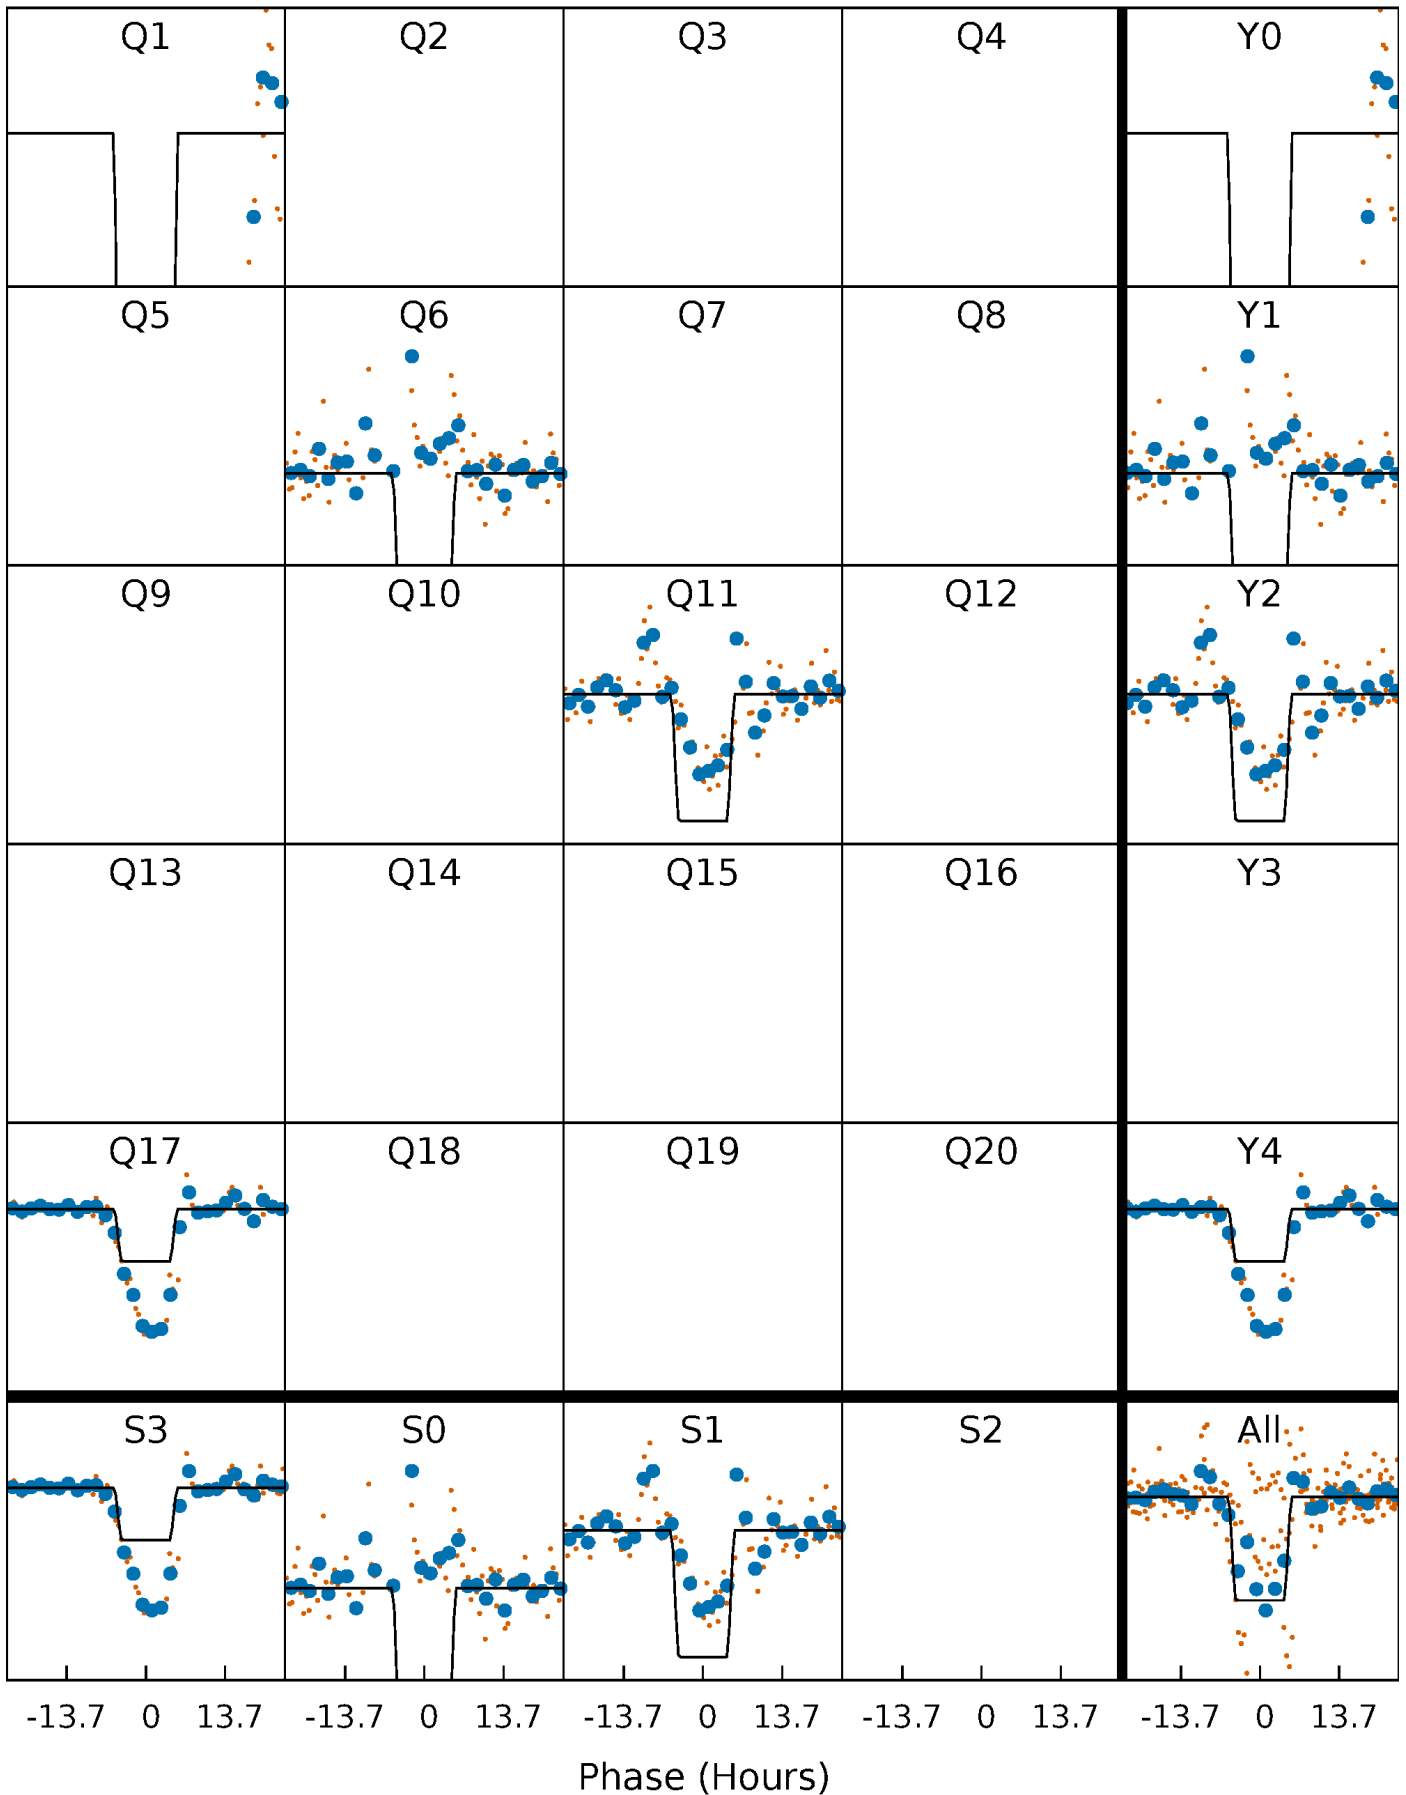 Q1 Q2 Q3 Q4 Y0
Q5 Q6 Q7 Q8 Y1
Q9 Q10 Q11 Q12 Y2
Q13 Q14 Q15 Q16 Y3
Q17 Q18 Q19 Q20 Y4
S3 S0 S1 S2 All
-13.7 0 13.7 -13.7 0 13.7 -13.7 0 13.7 -13.7 0 13.7 -13.7 0 13.7
Phase (Hours)